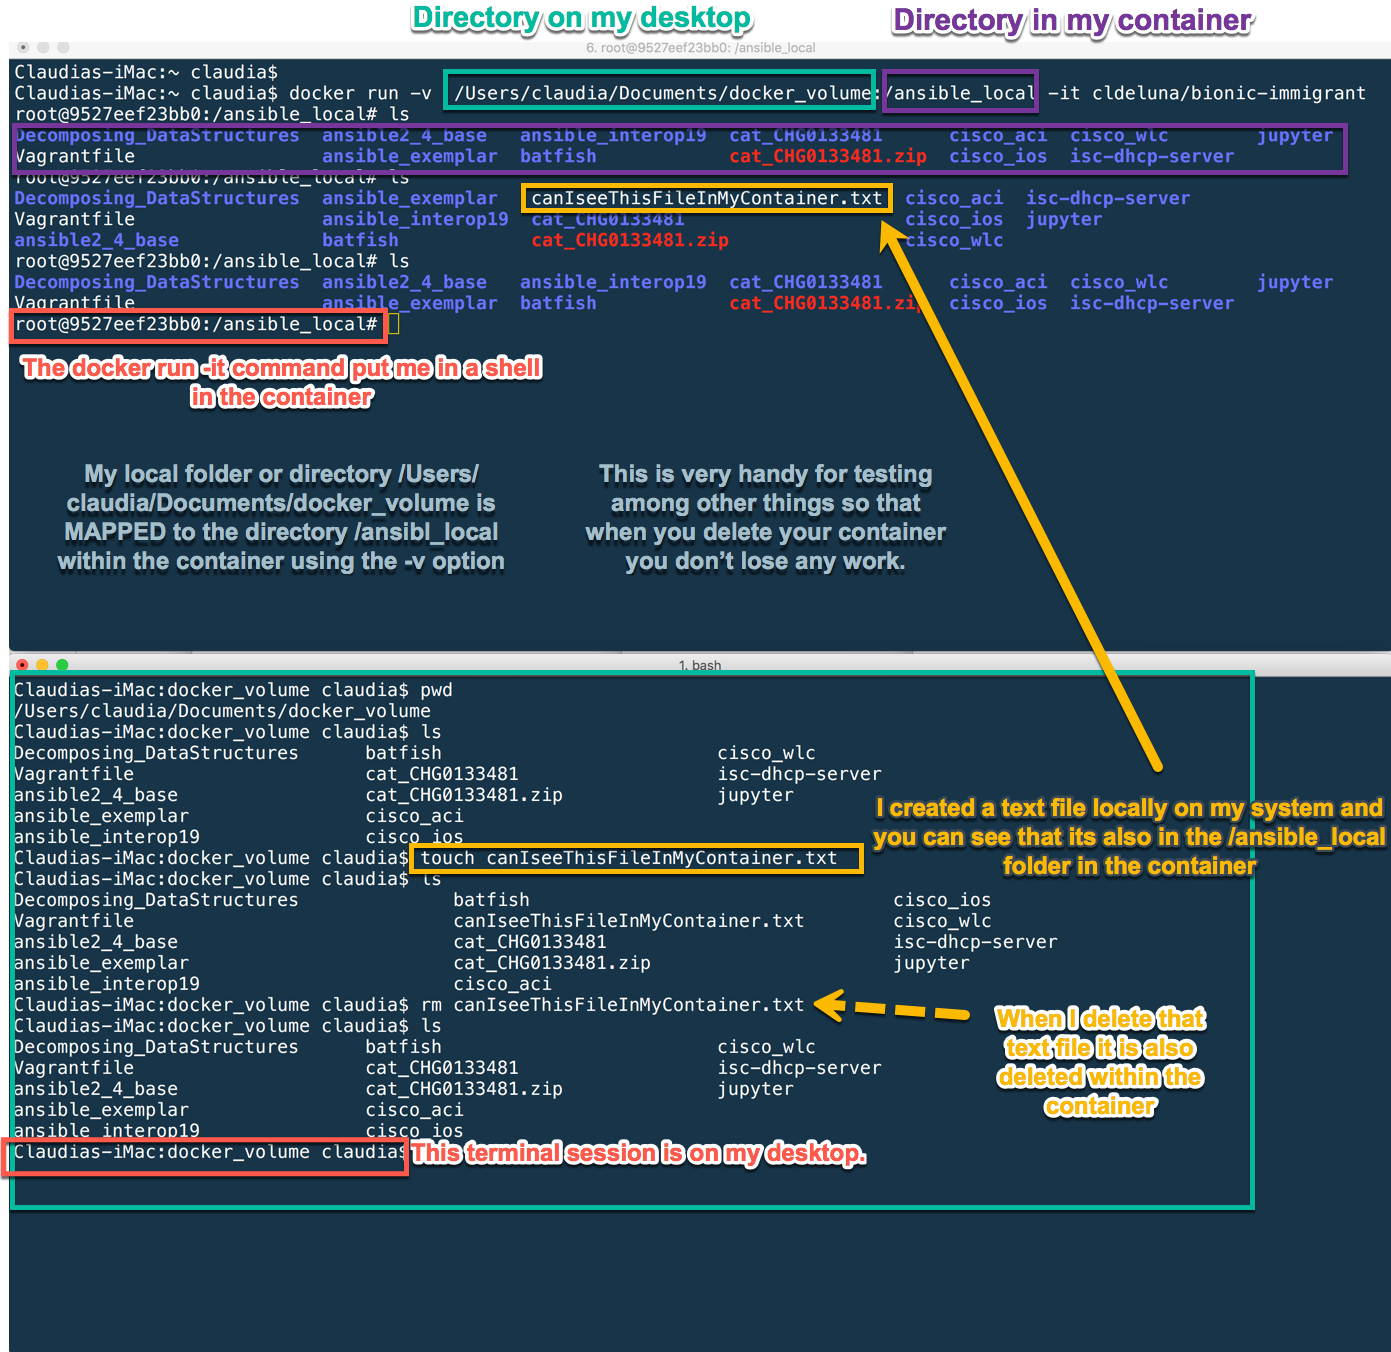 Directory on my desktop
Directory in my container
6. root@9527eef23bb0: /ansible_local
Claudias-iMac:~ claudia$
Claudias-iMac:~ claudia$ docker run -v /Users/claudia/Documents/docker_volume:/ansible_local -it cldeluna/bionic-immigrant
root@9527eef23bb0:/ansible_local# ls
Decomposing_DataStructures ansible2_4_base ansible_interop19 cat_CHG0133481 cisco_aci cisco_wlc jupyter
Vagrantfile ansible_exemplar batfish cat_CHG0133481.zip cisco_ios isc-dhcp-server
root@9527eef23bb0:/ansible_local# ls
Decomposing_DataStructures ansible_exemplar canIseeThisFileInMyContainer.txt cisco_aci isc-dhcp-server
Vagrantfile ansible_interop19 cat_CHG0133481 cisco_ios jupyter
ansible2_4_base batfish cat_CHG0133481.zip cisco_wlc
root@9527eef23bb0:/ansible_local# ls
Decomposing_DataStructures ansible2_4_base ansible_interop19 cat_CHG0133481 cisco_aci cisco_wlc jupyter
Vagrantfile ansible_exemplar batfish cat_CHG0133481.zip cisco_ios isc-dhcp-server
root@9527eef23bb0:/ansible_local#
The docker run -it command put me in a shell
in the container
My local folder or directory /Users/
claudia/Documents/docker_volume is
MAPPED to the directory /ansibl_local
within the container using the -v option
This is very handy for testing
among other things so that
when you delete your container
you don’t lose any work.
1. bash
Claudias-iMac:docker_volume claudia$ pwd
/Users/claudia/Documents/docker_volume
Claudias-iMac:docker_volume claudia$ ls
Decomposing_DataStructures batfish cisco_wlc
Vagrantfile cat_CHG0133481 isc-dhcp-server
ansible2_4_base cat_CHG0133481.zip jupyter
ansible_exemplar cisco_aci
ansible_interop19 cisco_ios
Claudias-iMac:docker_volume claudia$ touch canIseeThisFileInMyContainer.txt
Claudias-iMac:docker_volume claudia$ ls
Decomposing_DataStructures batfish cisco_ios
Vagrantfile canIseeThisFileInMyContainer.txt cisco_wlc
ansible2_4_base cat_CHG0133481 isc-dhcp-server
ansible_exemplar cat_CHG0133481.zip jupyter
ansible_interop19 cisco_aci
Claudias-iMac:docker_volume claudia$ rm canIseeThisFileInMyContainer.txt
Claudias-iMac:docker_volume claudia$ ls
Decomposing_DataStructures batfish cisco_wlc
Vagrantfile cat_CHG0133481 isc-dhcp-server
ansible2_4_base cat_CHG0133481.zip jupyter
ansible_exemplar cisco_aci
ansible_interop19 cisco_ios
Claudias-iMac:docker_volume claudia$
I created a text file locally on my system and
you can see that its also in the /ansible_local
folder in the container
When I delete that
text file it is also
deleted within the
container
This terminal session is on my desktop.